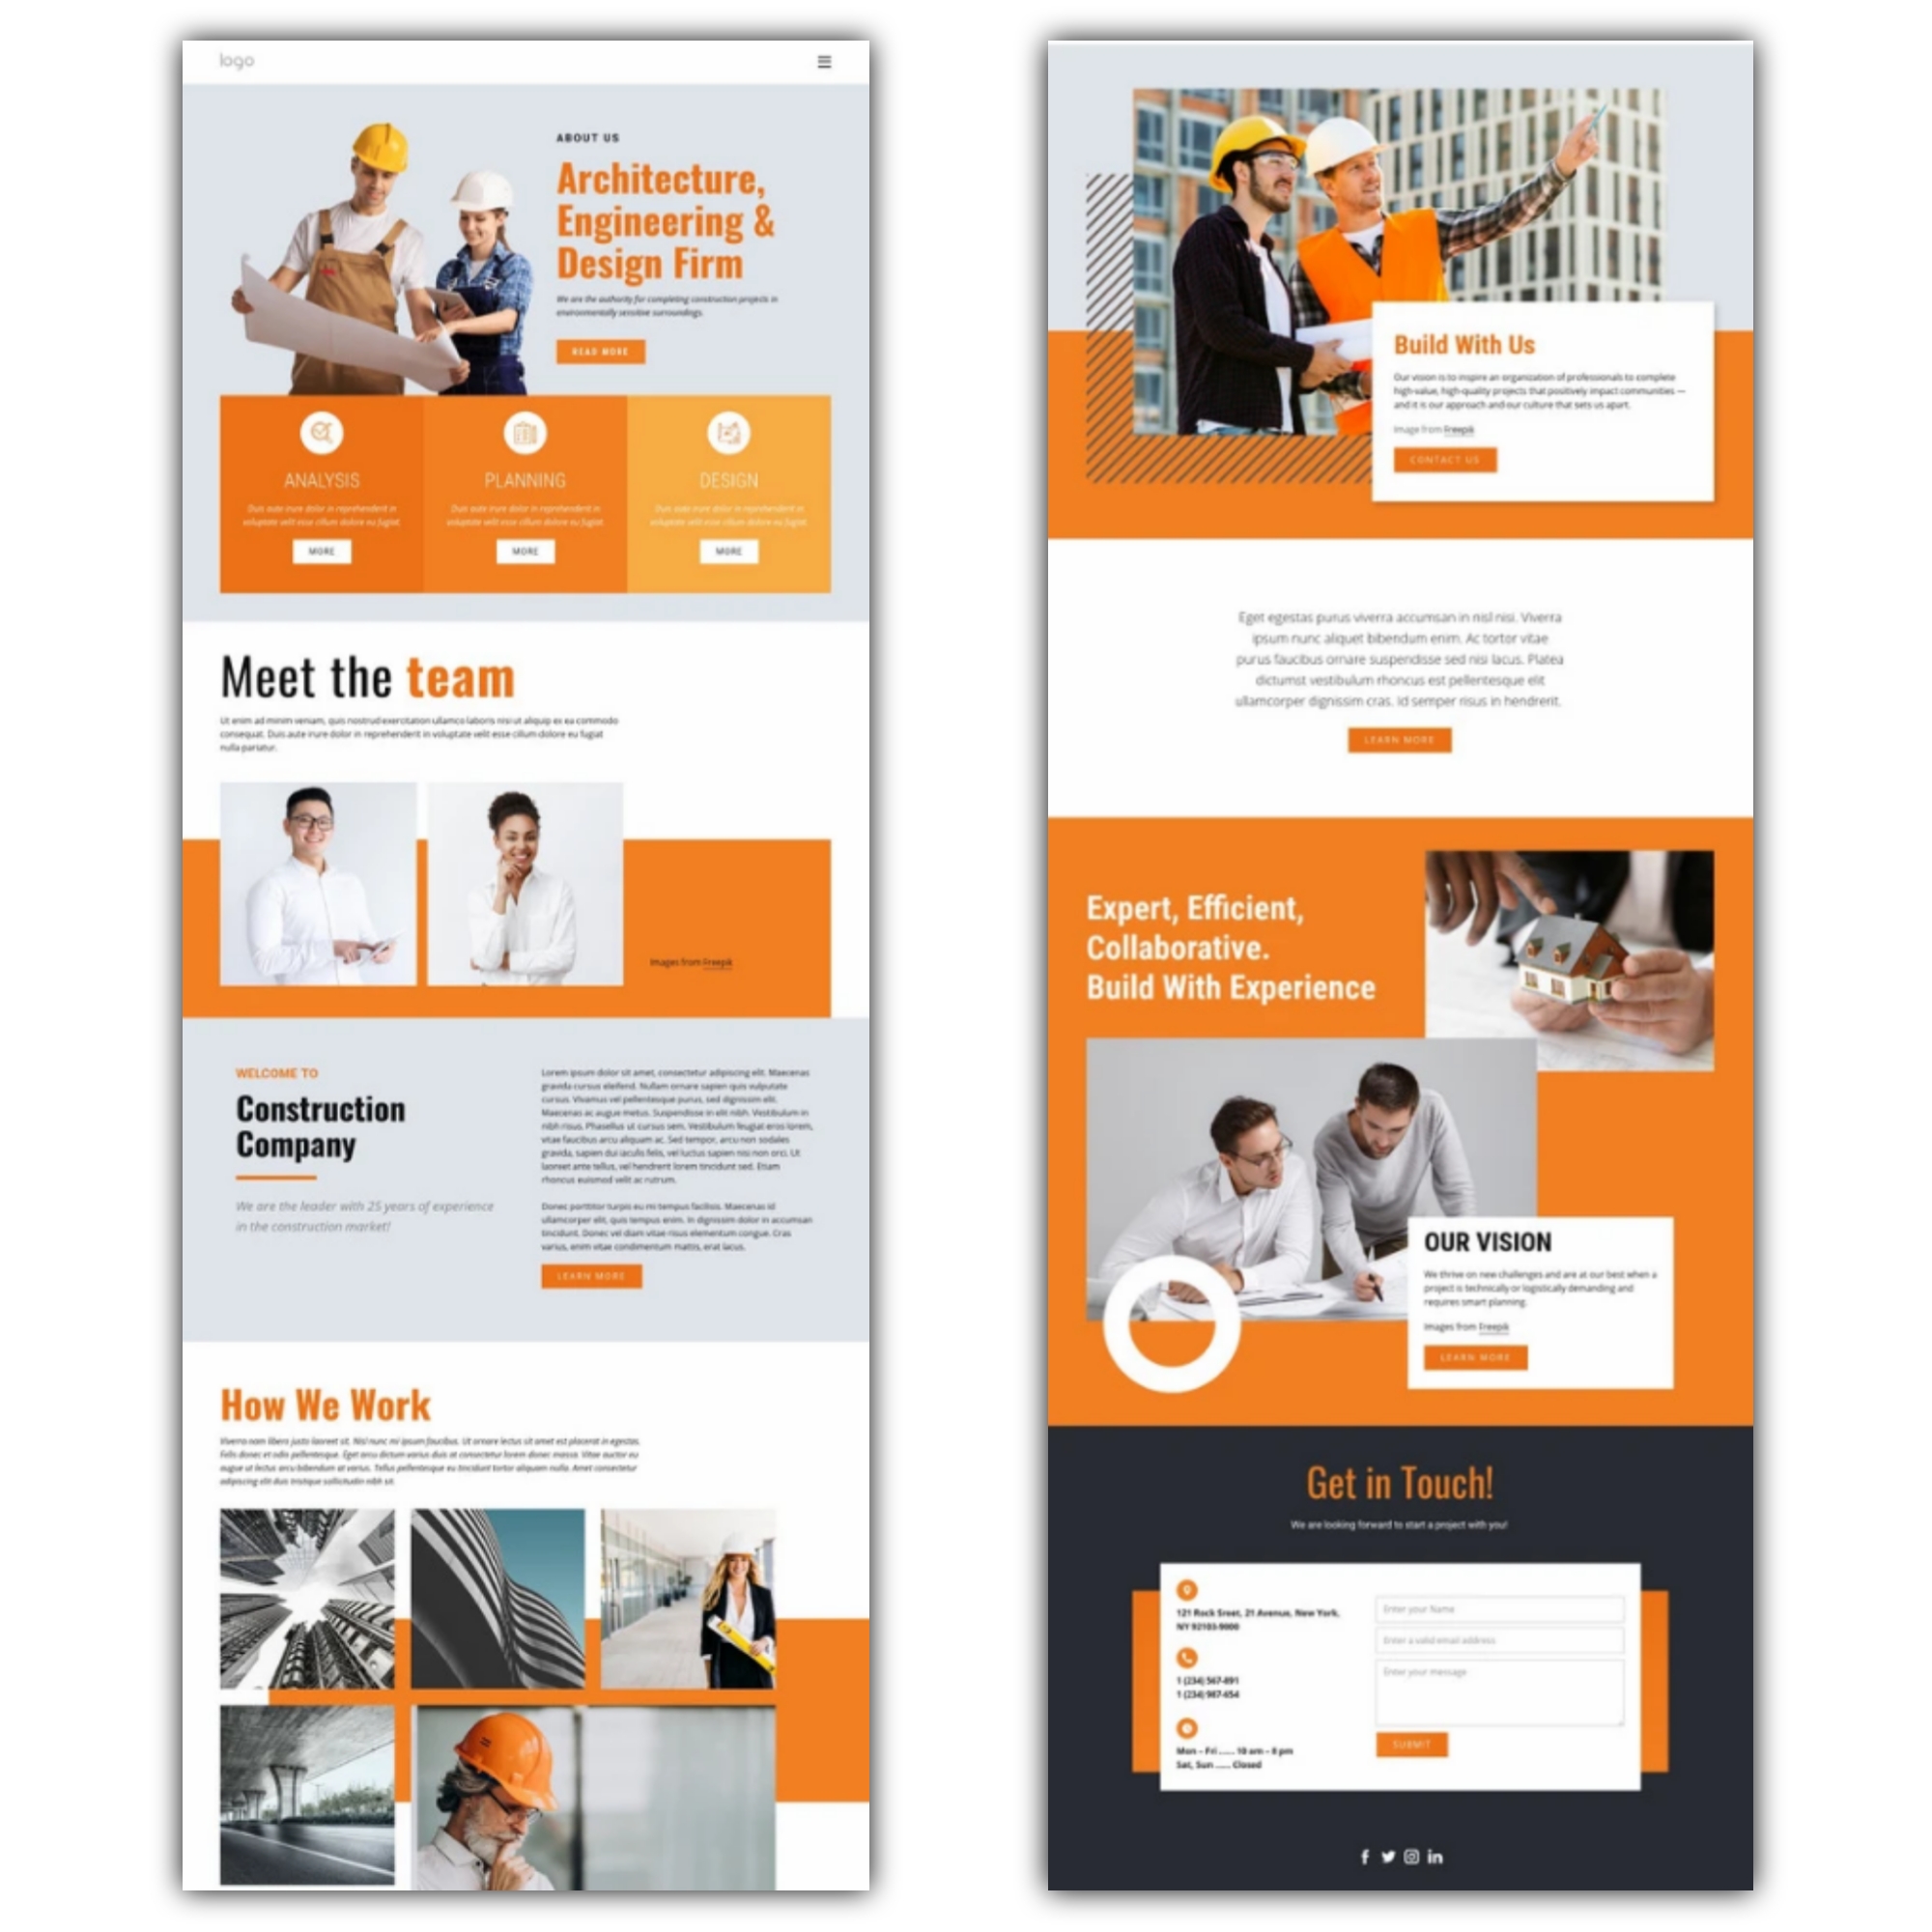 logo
ABOUT US
Architecture,
Engineering &
Design Firm
We are the authority for completing construction projects in
environmentally sensitive surroundings.
READ MORE
ANALYSIS
Duis aute irure dolor in reprehenderit in
voluptate velit esse cillum dolore eu fugiat.
MORE
PLANNING
Duis aute irure dolor in reprehenderit in
voluptate velit esse cillum dolore eu fugiat.
MORE
DESIGN
Duis aute irure dolor in reprehenderit in
voluptate velit esse cillum dolore eu fugiat.
MORE
Meet the team
Ut enim ad minim veniam, quis nostrud exercitation ullamco laboris nisi ut aliquip ex ea commodo
consequat. Duis aute irure dolor in reprehenderit in voluptate velit esse cillum dolore eu fugiat
nulla pariatur.
Images from Freepik
WELCOME TO
Construction
Company
We are the leader with 25 years of experience
in the construction market!
Lorem ipsum dolor sit amet, consectetur adipiscing elit. Maecenas
gravida cursus eleifend. Nullam ornare sapien quis vulputate
cursus. Vivamus vel pellentesque purus, sed dignissim elit.
Maecenas ac augue metus. Suspendisse in elit nibh. Vestibulum in
nibh risus. Phasellus ut cursus sem. Vestibulum feugiat eros lorem,
vitae faucibus arcu aliquam ac. Sed tempor, arcu non sodales
gravida, sapien dui iaculis felis, vel luctus sapien nisi non orci. Ut
laoreet ante tellus, vel hendrerit lorem tincidunt sed. Etiam
rhoncus euismod velit ac rutrum.
Donec porttitor turpis eu mi tempus facilisis. Maecenas id
ullamcorper elit, quis tempus enim. In dignissim dolor in accumsan
tincidunt. Donec vel diam vitae risus elementum congue. Cras
varius, enim vitae condimentum mattis, erat lacus.
LEARN MORE
How We Work
Viverra nam libero justo laoreet sit. Nisl nunc mi ipsum faucibus. Ut ornare lectus sit amet est placerat in egestas.
Felis donec et odio pellentesque. Eget arcu dictum varius duis at consectetur lorem donec massa. Vitae auctor eu
augue ut lectus arcu bibendum at varius. Tellus pellentesque eu tincidunt tortor aliquam nulla. Amet consectetur
adipiscing elit duis tristique sollicitudin nibh sit.
Build With Us
Our vision is to inspire an organization of professionals to complete
high-value, high-quality projects that positively impact communities —
and it is our approach and our culture that sets us apart.
Image from Freepik
CONTACT US
Eget egestas purus viverra accumsan in nisl nisi. Viverra
ipsum nunc aliquet bibendum enim. Ac tortor vitae
purus faucibus ornare suspendisse sed nisi lacus. Platea
dictumst vestibulum rhoncus est pellentesque elit
ullamcorper dignissim cras. Id semper risus in hendrerit.
LEARN MORE
Expert, Efficient,
Collaborative.
Build With Experience
OUR VISION
We thrive on new challenges and are at our best when a
project is technically or logistically demanding and
requires smart planning.
Images from Freepik
LEARN MORE
Get in Touch!
We are looking forward to start a project with you!
121 Rock Sreet, 21 Avenue, New York,
NY 92103-9000
1 (234) 567-891
1 (234) 987-654
Mon – Fri ...... 10 am – 8 pm
Sat, Sun ...... Closed
Enter your Name
Enter a valid email address
Enter your message
SUBMIT